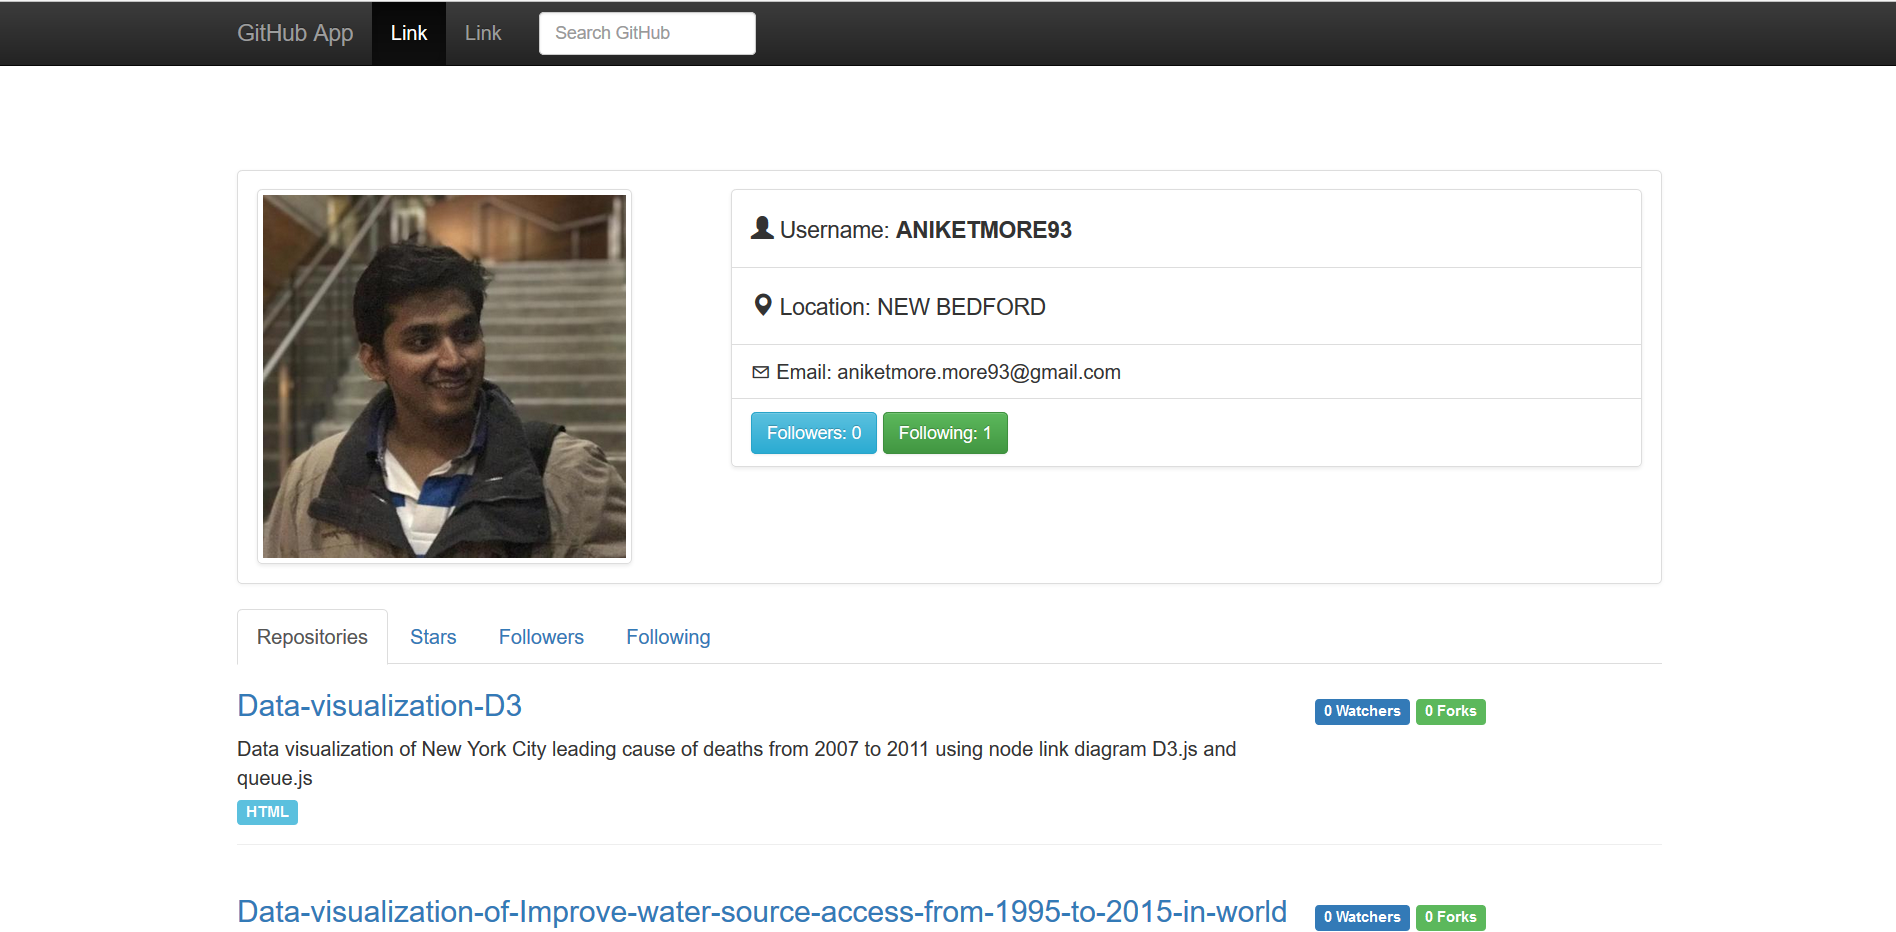 GitHub App Link Link Search GitHub
Username: ANIKETMORE93
Location: NEW BEDFORD
Email: aniketmore.more93@gmail.com
Followers: 0 Following: 1
Repositories Stars Followers Following
Data-visualization-D3 0 Watchers 0 Forks
Data visualization of New York City leading cause of deaths from 2007 to 2011 using node link diagram D3.js and
queue.js
HTML
Data-visualization-of-Improve-water-source-access-from-1995-to-2015-in-world 0 Watchers 0 Forks